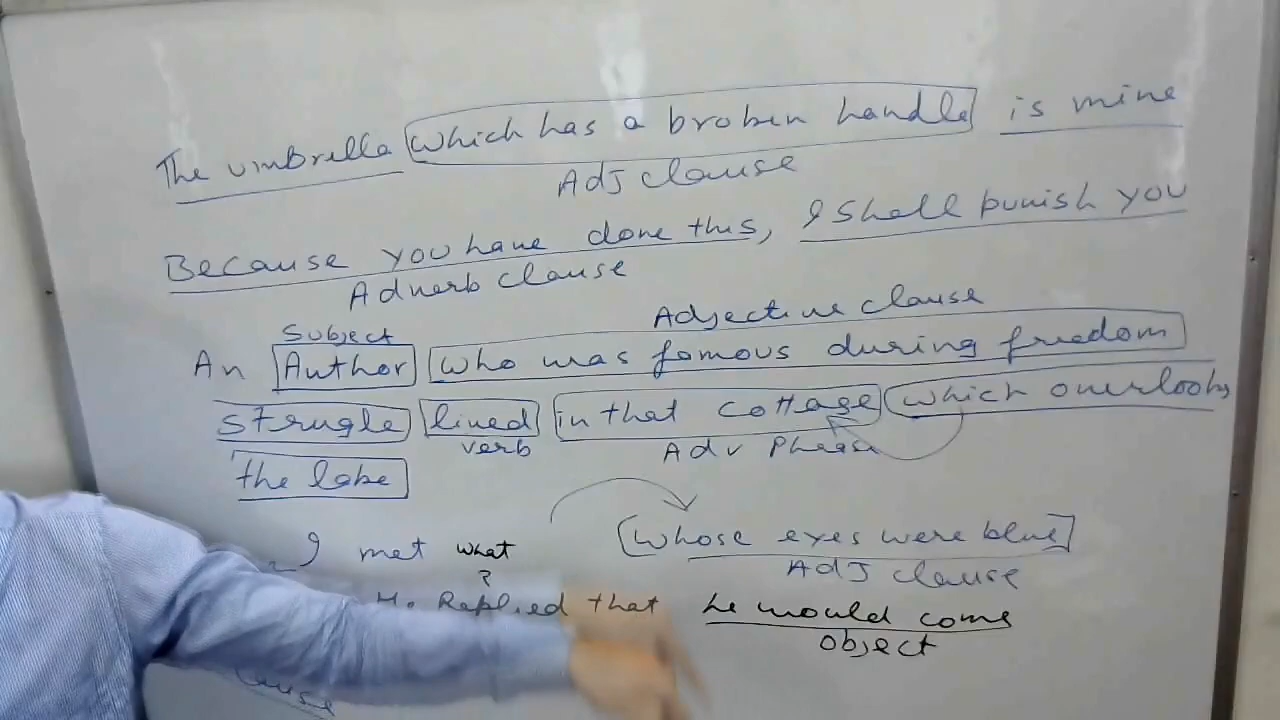 The umbrella which has a broken handle is mine
Adj clause
Because you have done this, I shall punish you
Adverb clause
Subject
Adjective clause
An Author who was famous during freedom
strugle lived in that cottage which overlooks
verb
Adv Phrase
the lake
I met what
?
whose eyes were blue
Adj clause
He Replied that he would come
object